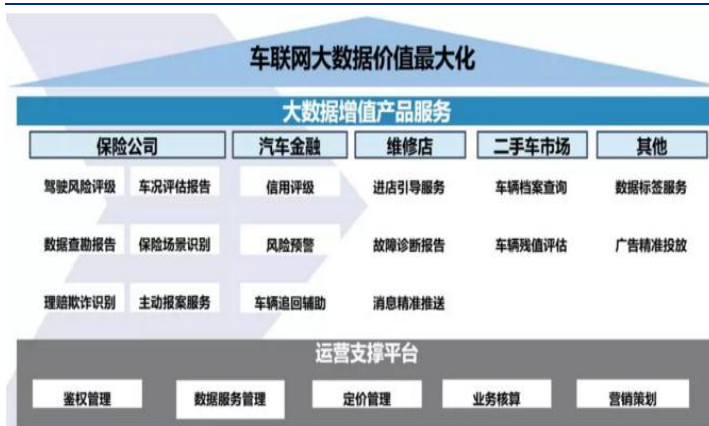 车联网大数据价值最大化
大数据增值产品服务
保险公司 汽车金融 维修店 二手车市场 其他
驾驶风险评级 车况评估报告 信用评级 进店引导服务 车辆档案查询 数据标签服务
数据查勘报告 保险场景识别 风险预警 故障诊断报告 车辆残值评估 广告精准投放
理赔欺诈识别 主动报案服务 车辆追回辅助 消息精准推送
运营支撑平台
鉴权管理 数据服务管理 定价管理 业务核算 营销策划